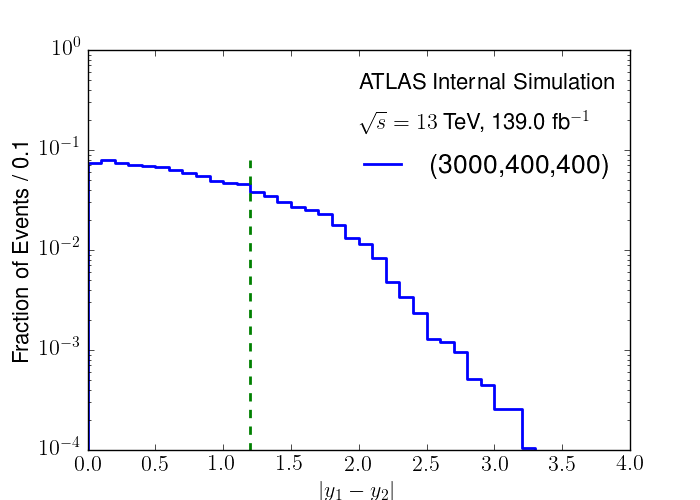 10⁰
ATLAS Internal Simulation
√s = 13 TeV, 139.0 fb⁻¹
10⁻¹
(3000,400,400)
Fraction of Events / 0.1
10⁻²
10⁻³
10⁻⁴
0.0 0.5 1.0 1.5 2.0 2.5 3.0 3.5 4.0
|y₁ − y₂|